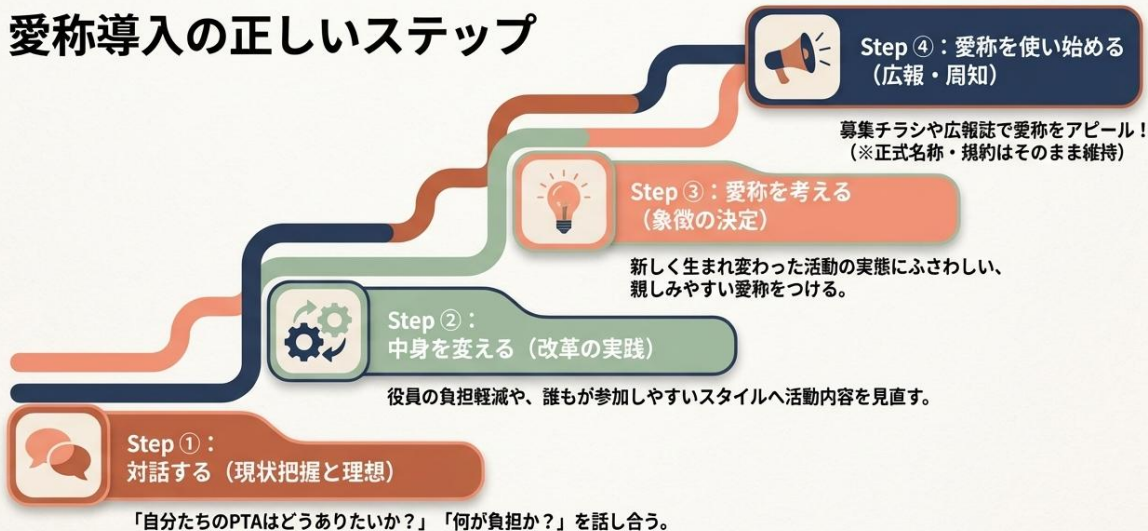 愛称導入の正しいステップ
Step ④：愛称を使い始める
（広報・周知）
募集チラシや広報誌で愛称をアピール！
（※正式名称・規約はそのまま維持）
Step ③：愛称を考える
（象徴の決定）
新しく生まれ変わった活動の実態にふさわしい、
親しみやすい愛称をつける。
Step ②：
中身を変える（改革の実践）
役員の負担軽減や、誰もが参加しやすいスタイルへ活動内容を見直す。
Step ①：
対話する（現状把握と理想）
「自分たちのPTAはどうありたいか？」「何が負担か？」を話し合う。